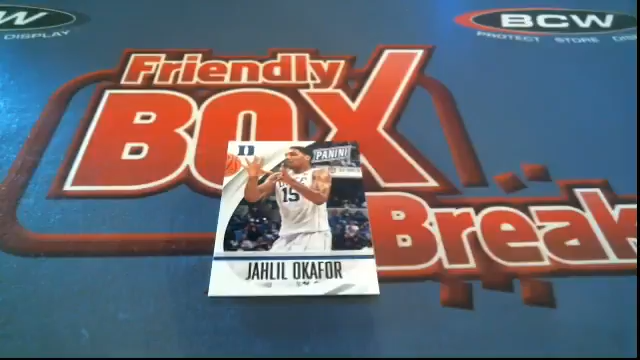 W
DISPLAY
BCW
PROTECT STORE DIS
Friendly
BOX
Break
D
PANINI
15
JAHLIL OKAFOR